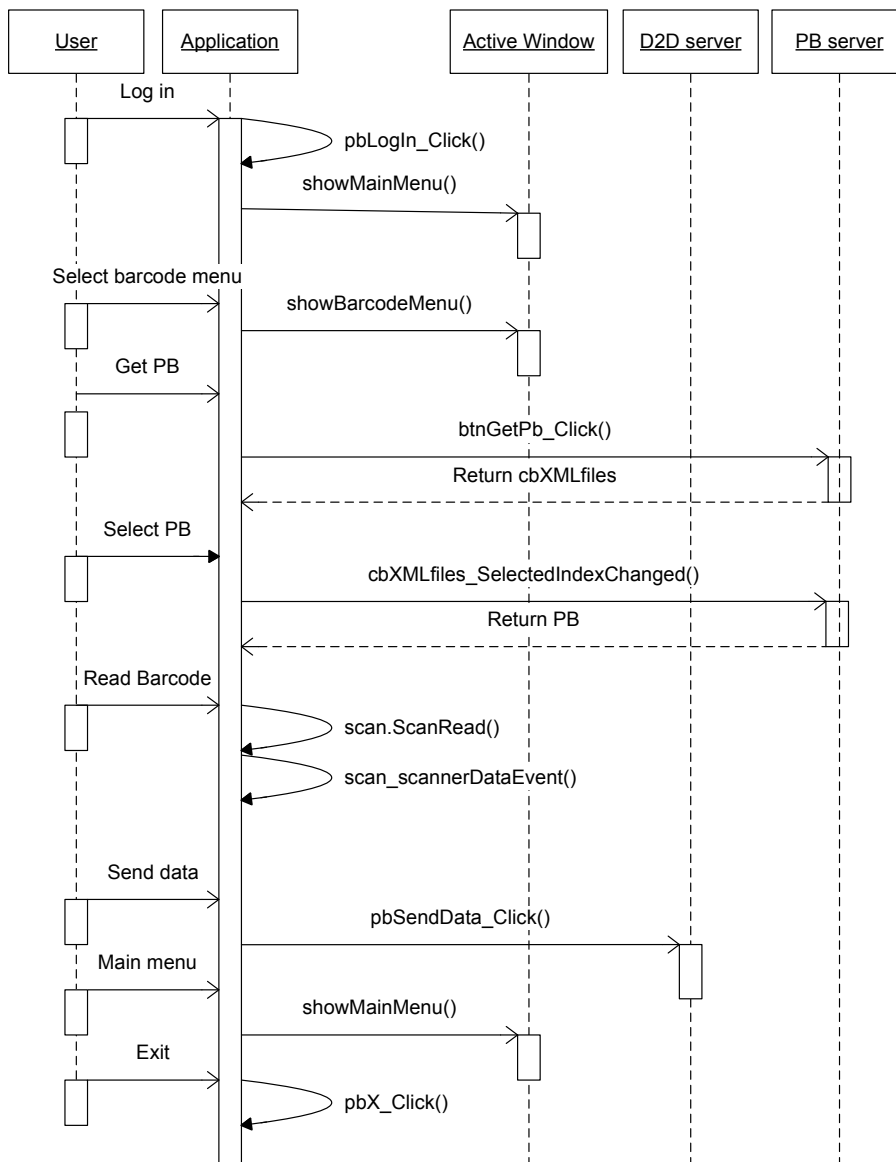 User
Application
Active Window
D2D server
PB server
Log in
pbLogIn_Click()
showMainMenu()
Select barcode menu
showBarcodeMenu()
Get PB
btnGetPb_Click()
Return cbXMLfiles
Select PB
cbXMLfiles_SelectedIndexChanged()
Return PB
Read Barcode
scan.ScanRead()
scan_scannerDataEvent()
Send data
pbSendData_Click()
Main menu
showMainMenu()
Exit
pbX_Click()